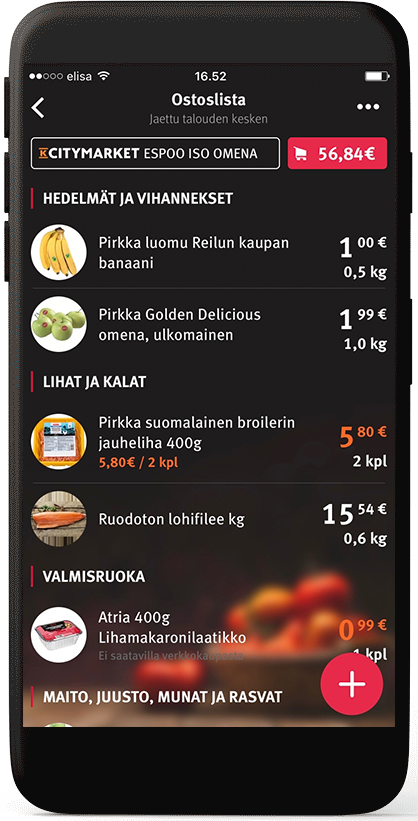 elisa 16.52
Ostoslista
Jaettu talouden kesken
K CITYMARKET ESPOO ISO OMENA 56,84€
HEDELMÄT JA VIHANNEKSET
Pirkka luomu Reilun kaupan
banaani
1 00 €
0,5 kg
Pirkka Golden Delicious
omena, ulkomainen
1 99 €
1,0 kg
LIHAT JA KALAT
Pirkka suomalainen broilerin
jauheliha 400g
5,80€ / 2 kpl
5 80 €
2 kpl
Ruodoton lohifilee kg
15 54 €
0,6 kg
VALMISRUOKA
Atria 400g
Lihamakaronilaatikko
Ei saatavilla verkkokaupasta
0 99 €
1 kpl
MAITO, JUUSTO, MUNAT JA RASVAT